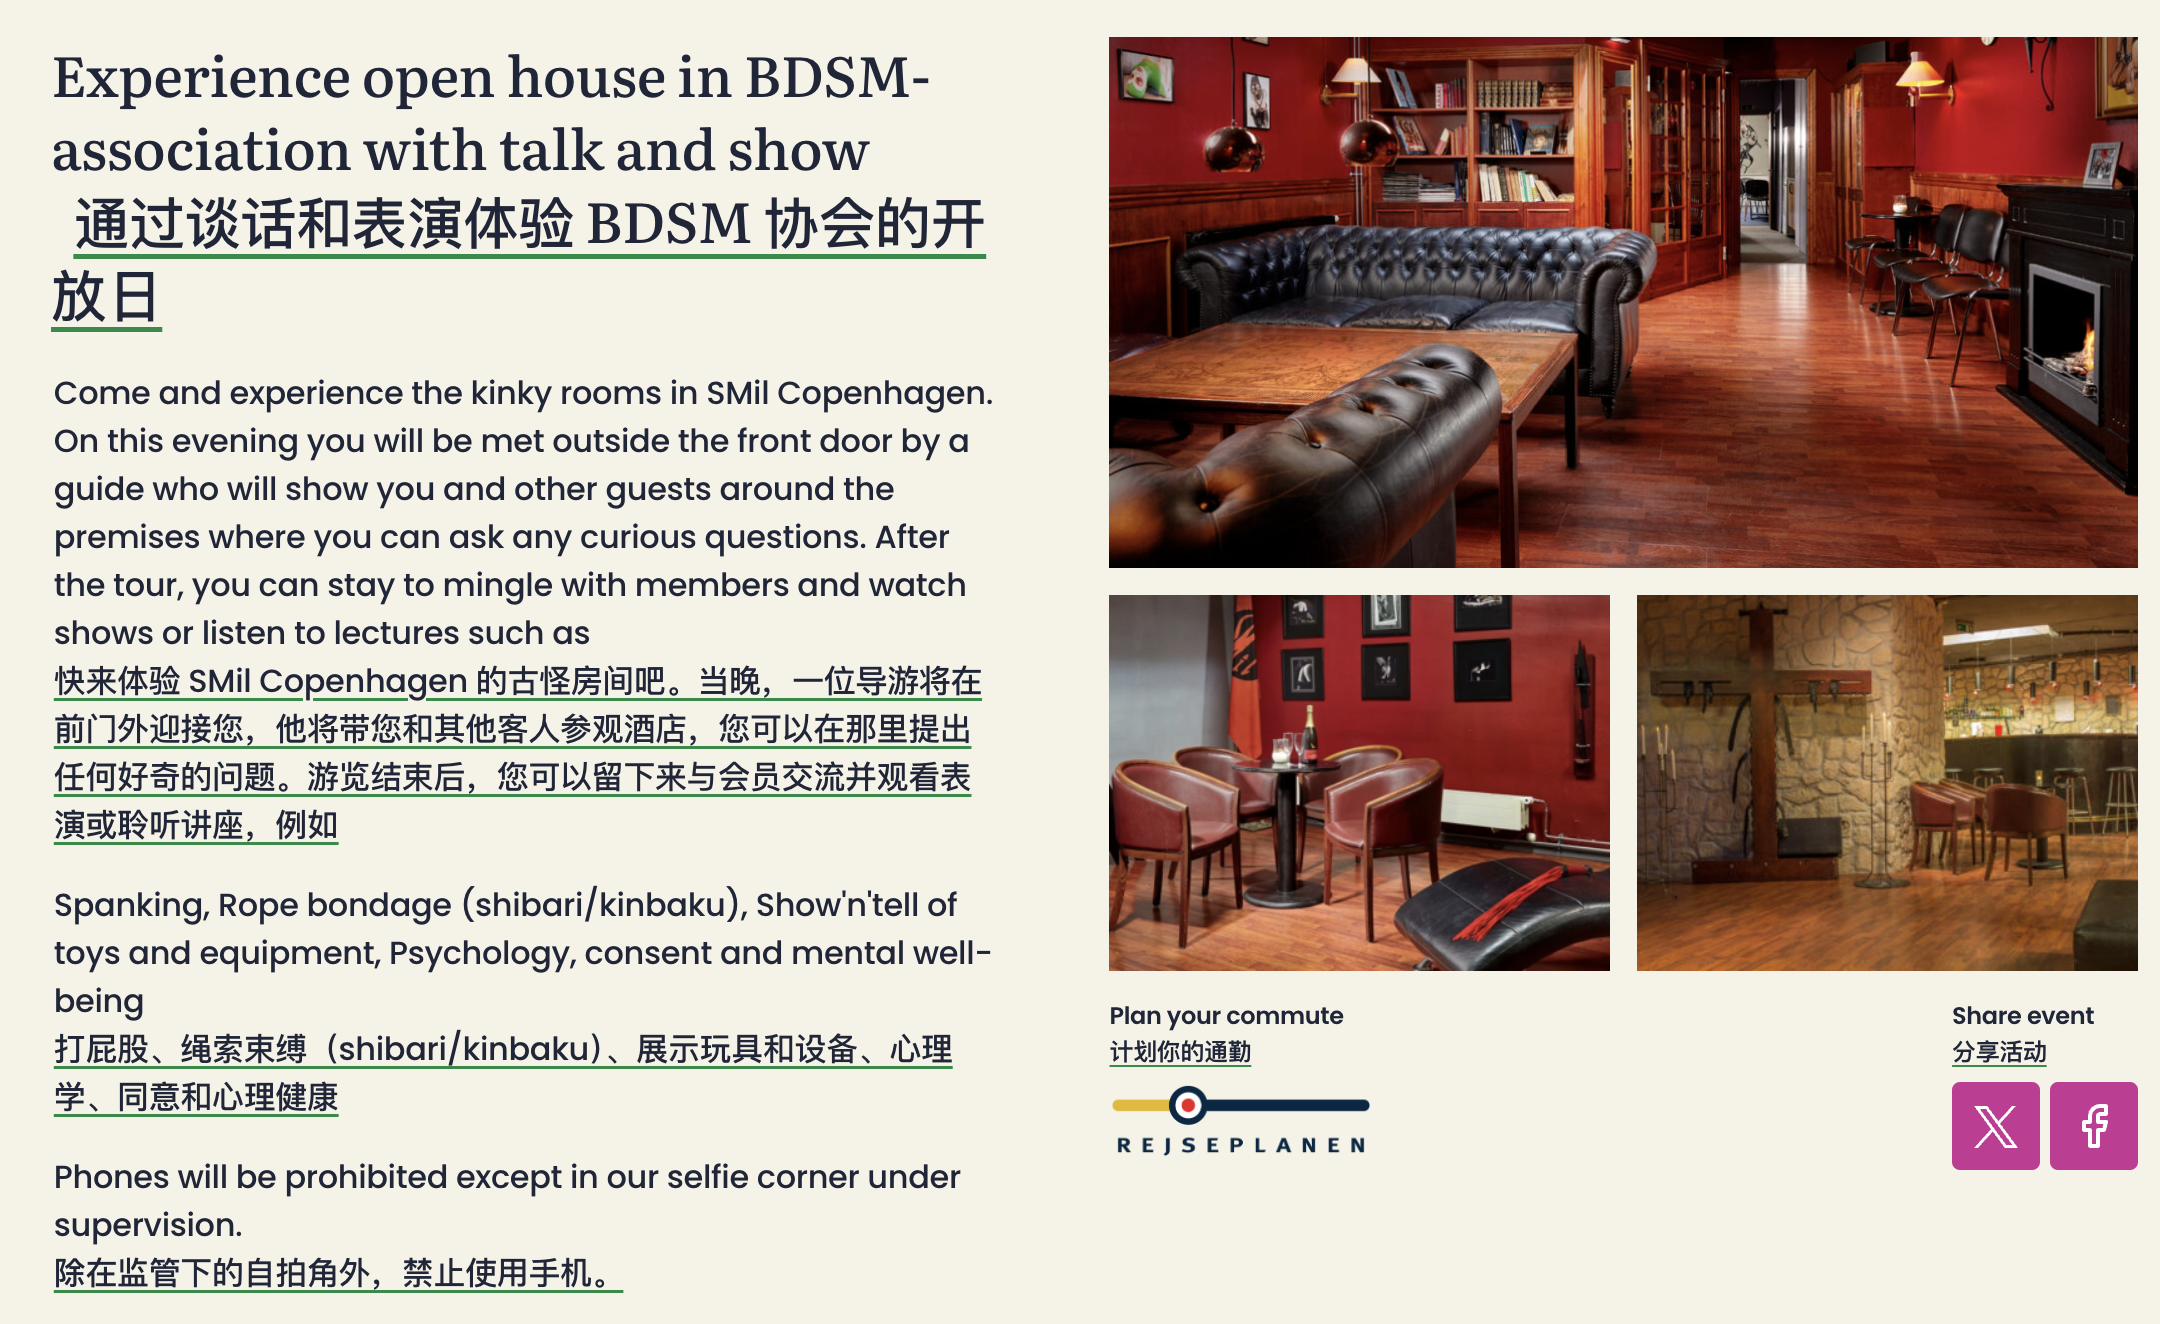 Experience open house in BDSM-
association with talk and show
通过谈话和表演体验 BDSM 协会的开
放日
Come and experience the kinky rooms in SMil Copenhagen.
On this evening you will be met outside the front door by a
guide who will show you and other guests around the
premises where you can ask any curious questions. After
the tour, you can stay to mingle with members and watch
shows or listen to lectures such as
快来体验 SMil Copenhagen 的古怪房间吧。当晚，一位导游将在
前门外迎接您，他将带您和其他客人参观酒店，您可以在那里提出
任何好奇的问题。游览结束后，您可以留下来与会员交流并观看表
演或聆听讲座，例如
Spanking, Rope bondage (shibari/kinbaku), Show'n'tell of
toys and equipment, Psychology, consent and mental well-
being
打屁股、绳索束缚（shibari/kinbaku）、展示玩具和设备、心理
学、同意和心理健康
Phones will be prohibited except in our selfie corner under
supervision.
除在监管下的自拍角外，禁止使用手机。
Plan your commute
计划你的通勤
REJSEPLANEN
Share event
分享活动